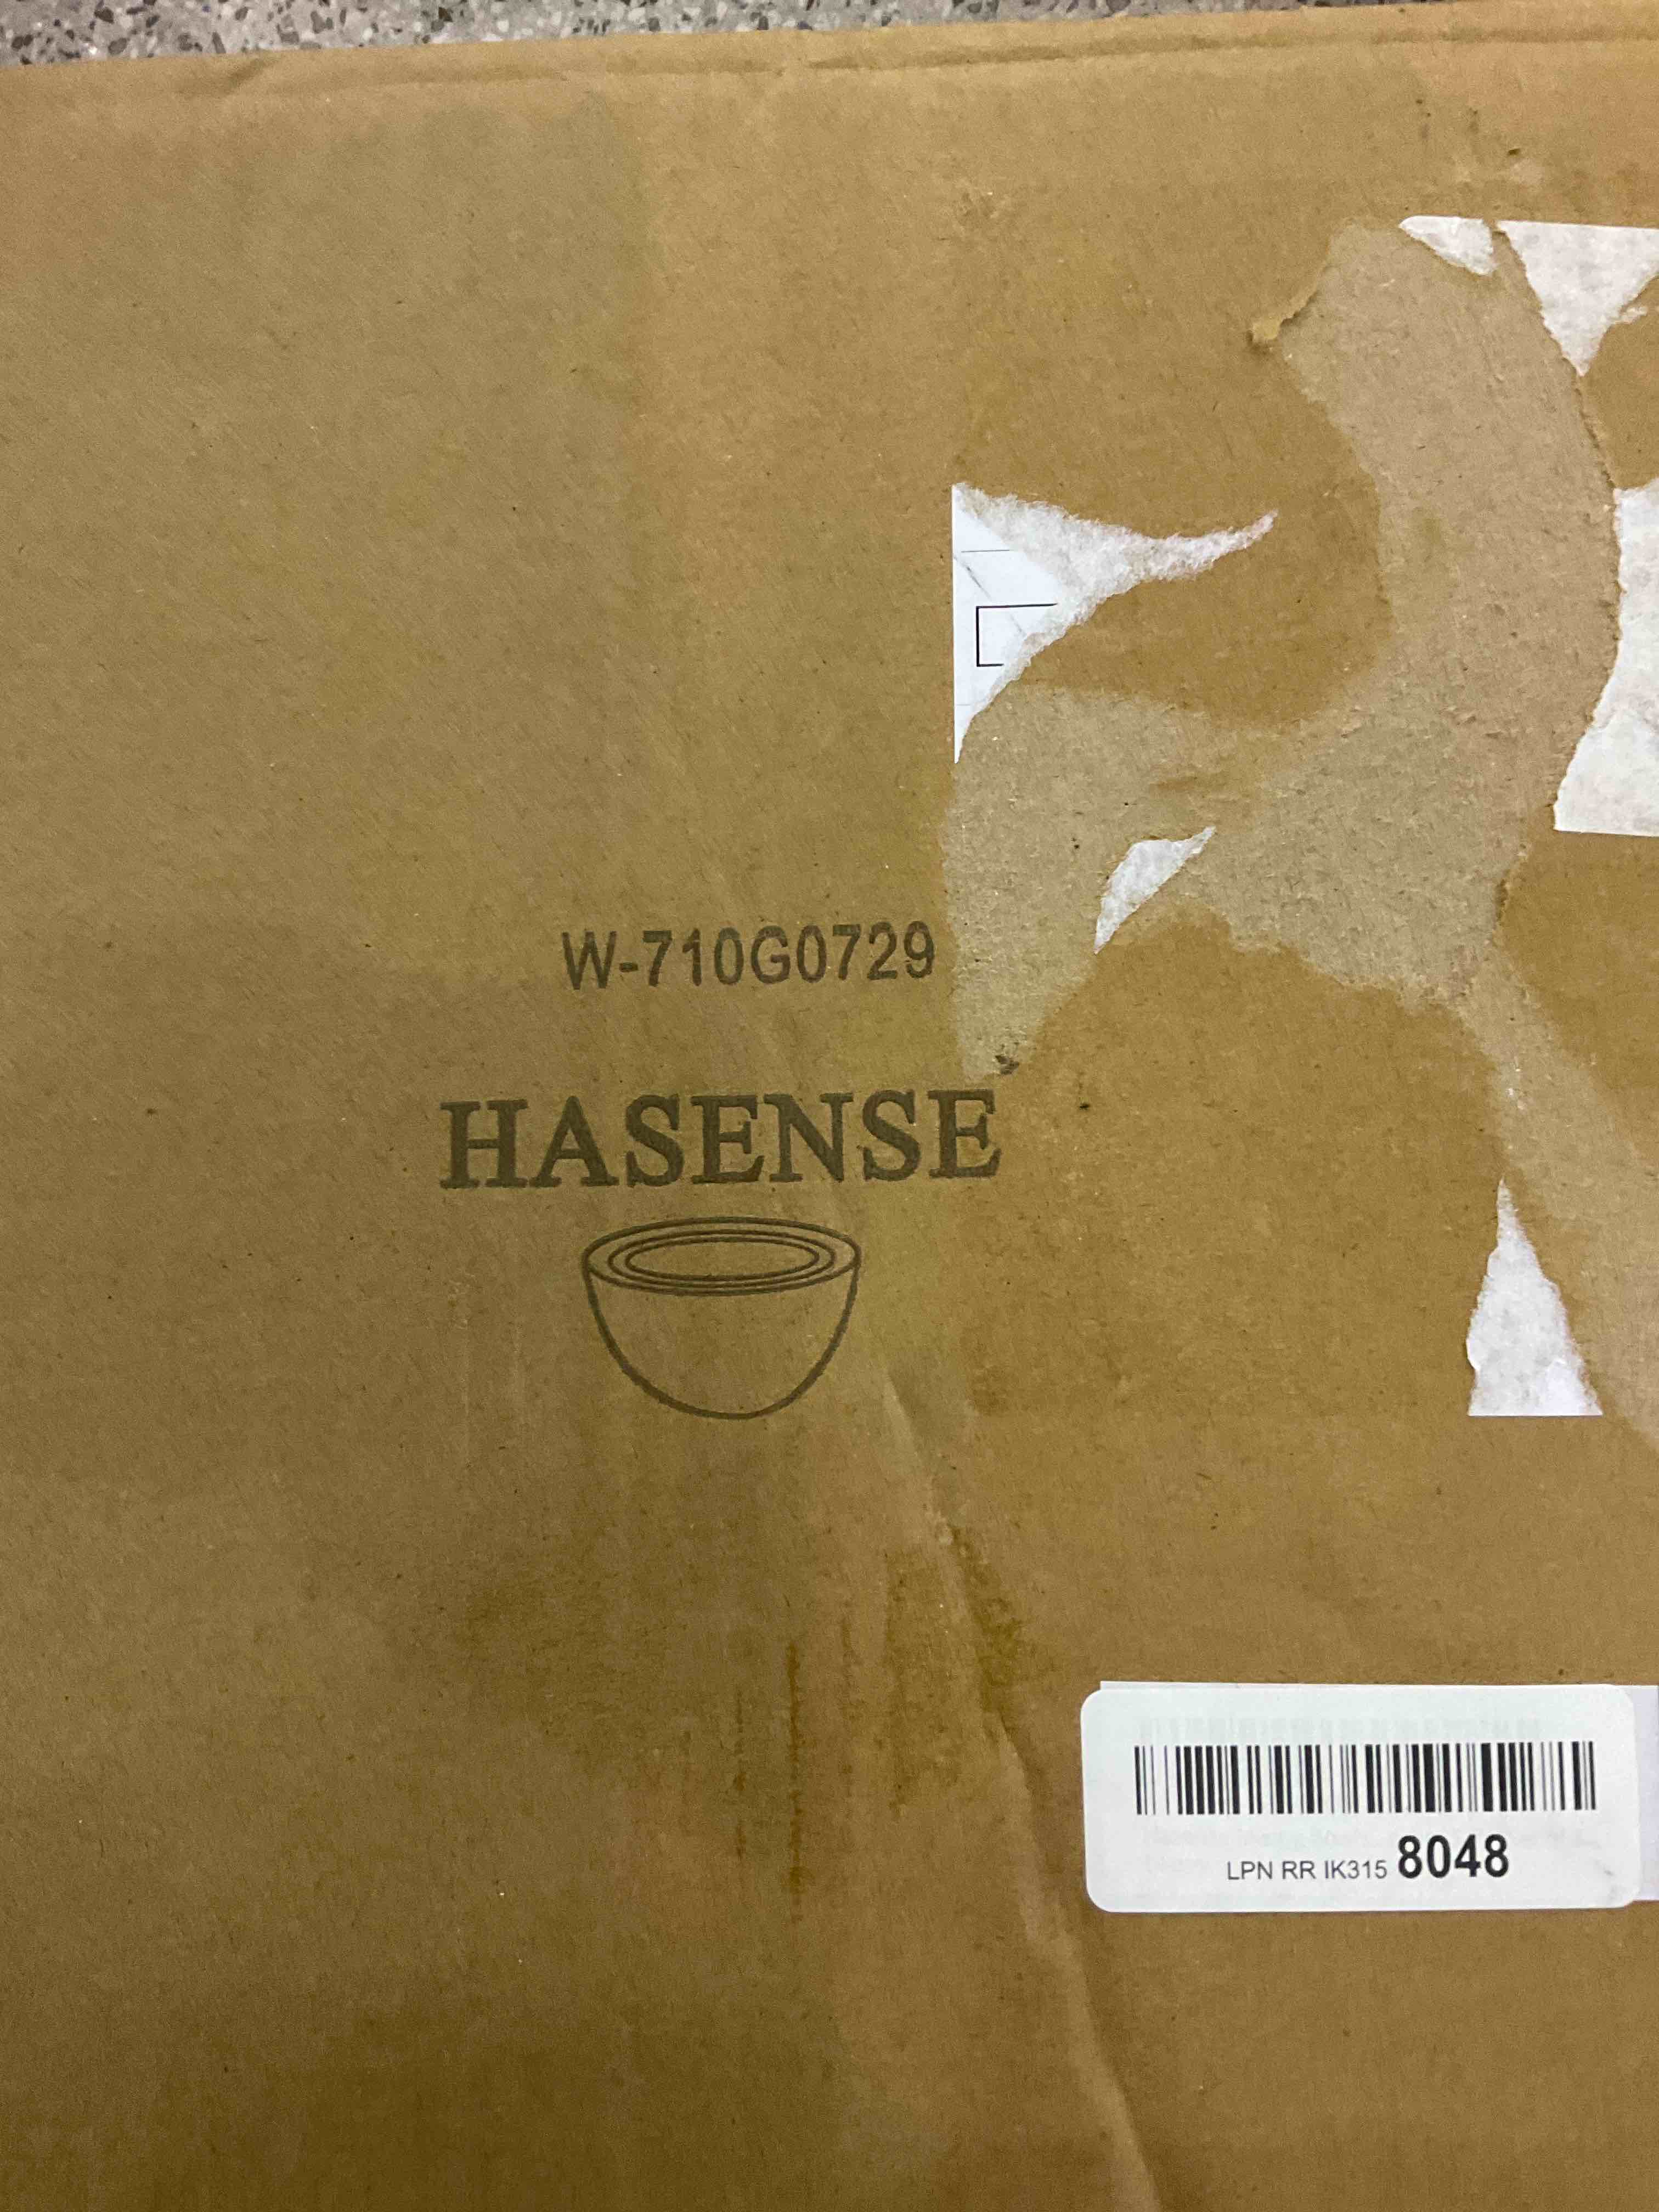 W-710G0729
HASENSE
LPN RR IK315 8048